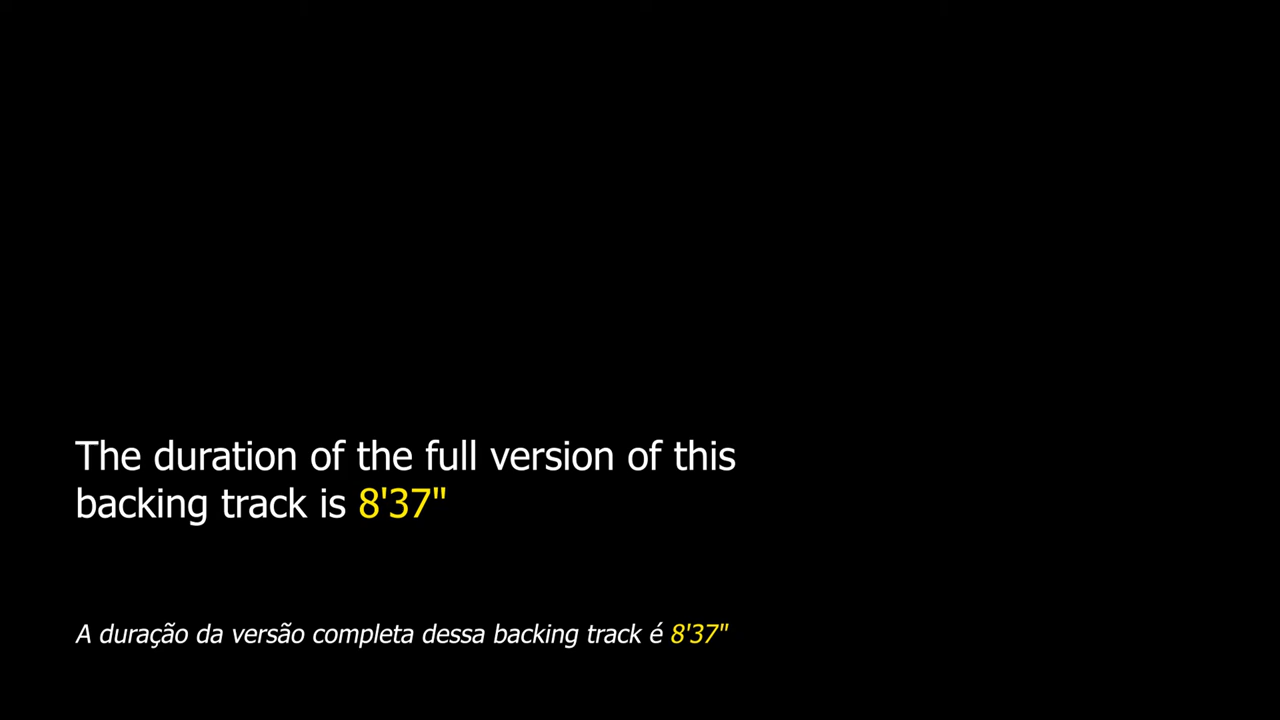 The duration of the full version of this
backing track is 8'37"
A duração da versão completa dessa backing track é 8'37"